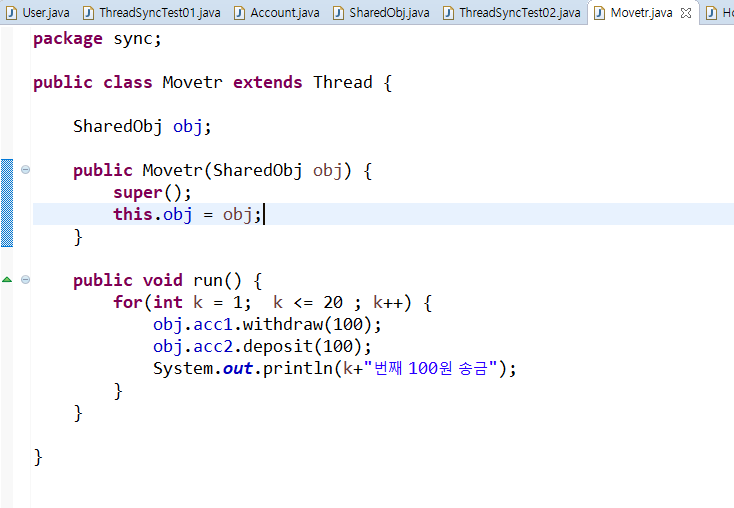 User.java ThreadSyncTest01.java Account.java SharedObj.java ThreadSyncTest02.java Movetr.java
package sync;
public class Movetr extends Thread {
SharedObj obj;
public Movetr(SharedObj obj) {
super();
this.obj = obj;
}
public void run() {
for(int k = 1;  k <= 20 ; k++) {
obj.acc1.withdraw(100);
obj.acc2.deposit(100);
System.out.println(k+"번째 100원 송금");
}
}
}